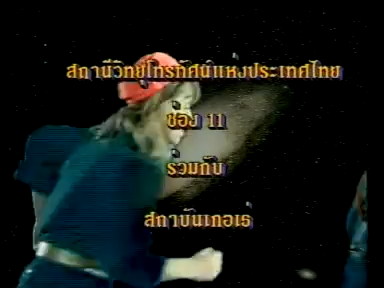 สถานีวิทยุโทรทัศน์แห่งประเทศไทย
ช่อง 11
ร่วมกับ
สถาบันเกอเธ่